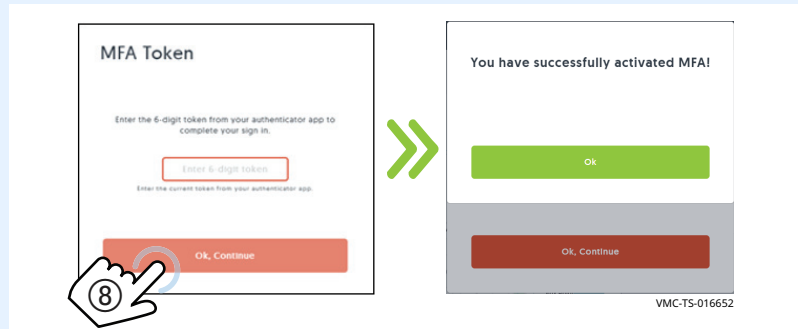 MFA Token
Enter the 6-digit token from your authenticator app to
complete your sign in.
Enter 6-digit token
Enter the current token from your authenticator app.
Ok, Continue
8
You have successfully activated MFA!
Ok
Ok, Continue
VMC-TS-016652